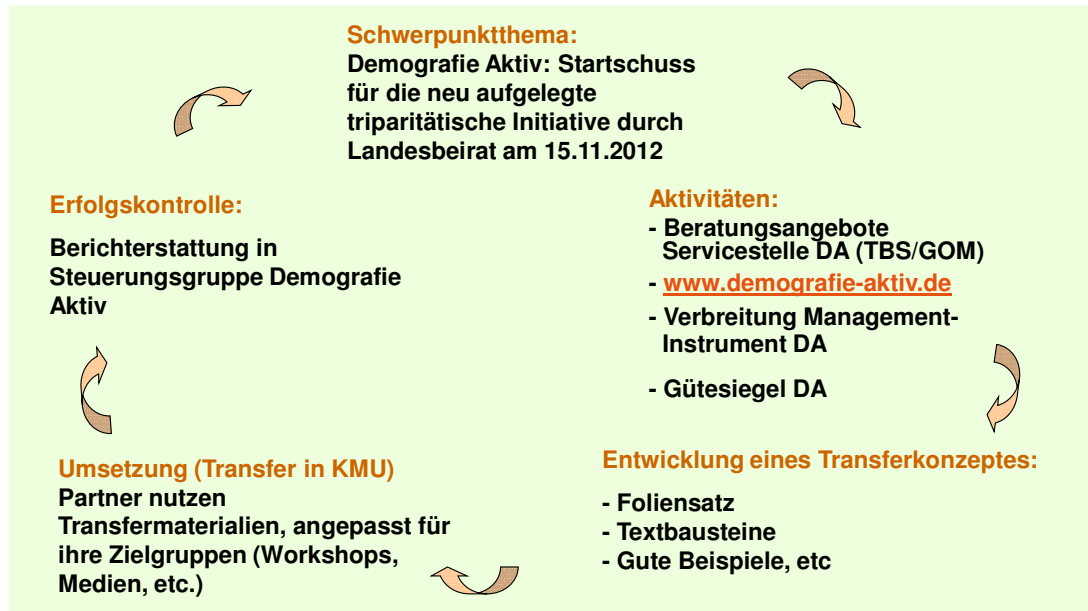 Schwerpunktthema:
Demografie Aktiv: Startschuss
für die neu aufgelegte
triparitätische Initiative durch
Landesbeirat am 15.11.2012
Aktivitäten:
- Beratungsangebote
Servicestelle DA (TBS/GOM)
- www.demografie-aktiv.de
- Verbreitung Management-
Instrument DA
- Gütesiegel DA
Entwicklung eines Transferkonzeptes:
- Foliensatz
- Textbausteine
- Gute Beispiele, etc
Umsetzung (Transfer in KMU)
Partner nutzen
Transfermaterialien, angepasst für
ihre Zielgruppen (Workshops,
Medien, etc.)
Erfolgskontrolle:
Berichterstattung in
Steuerungsgruppe Demografie
Aktiv